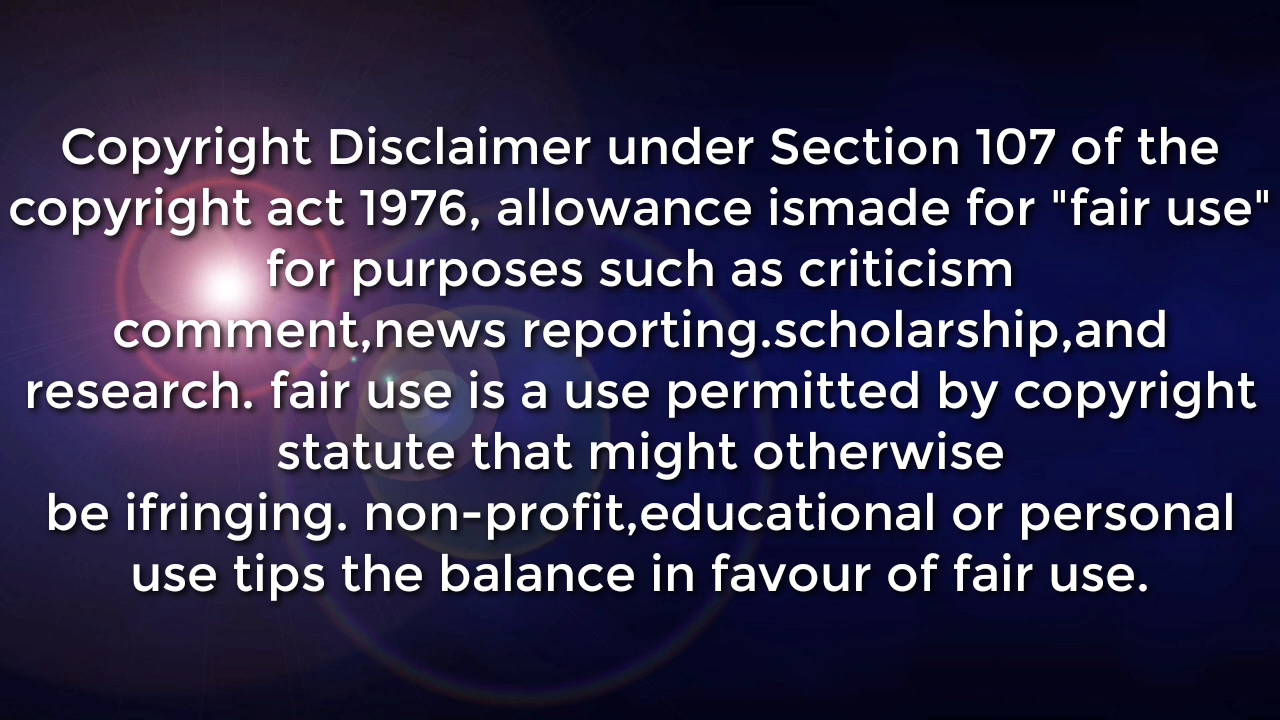 Copyright Disclaimer under Section 107 of the
copyright act 1976, allowance ismade for "fair use"
for purposes such as criticism
comment,news reporting.scholarship,and
research. fair use is a use permitted by copyright
statute that might otherwise
be ifringing. non-profit,educational or personal
use tips the balance in favour of fair use.